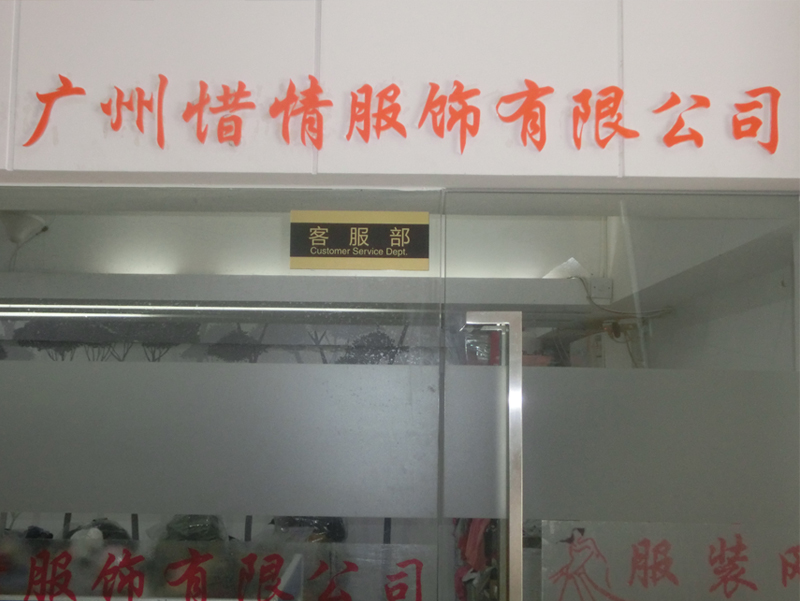 广州惜情服饰有限公司
客服部
Customer Service Dept.
服饰有限公司
服装网